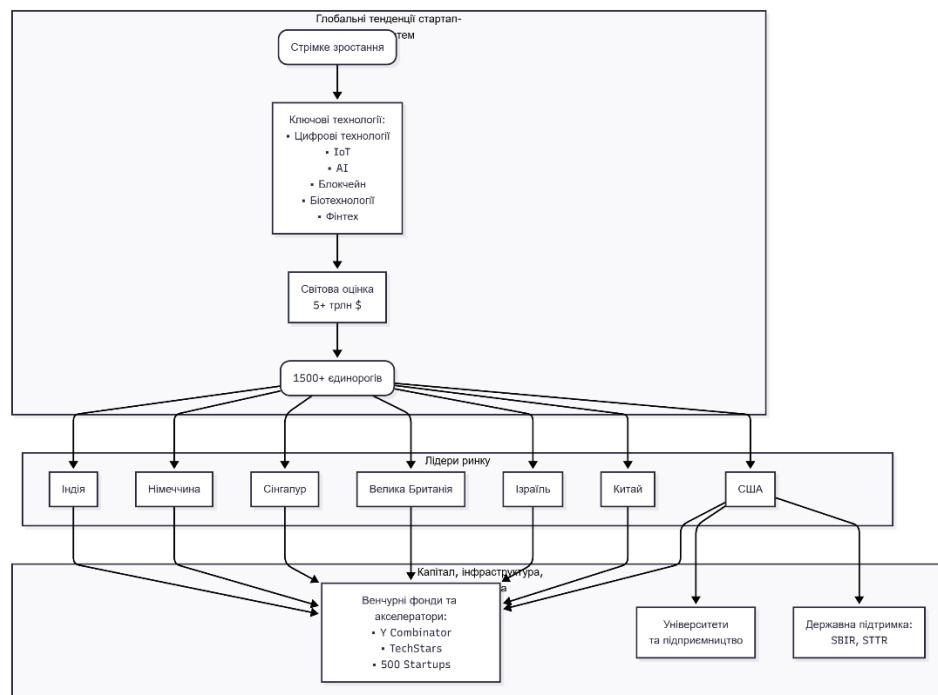 Глобальні тенденції стартап-
тем
Стрімке зростання
Ключові технології:
▪ Цифрові технології
▪ IoT
▪ AI
▪ Блокчейн
▪ Біотехнології
▪ Фінтех
Світова оцінка
5+ трлн $
1500+ єдинорогів
Лідери ринку
Індія
Німеччина
Сінгапур
Велика Британія
Ізраїль
Китай
США
Капітал, інфраструктура,
а
Венчурні фонди та
акселератори:
▪ Y Combinator
▪ TechStars
▪ 500 Startups
Університети
та підприємництво
Державна підтримка:
SBIR, STTR